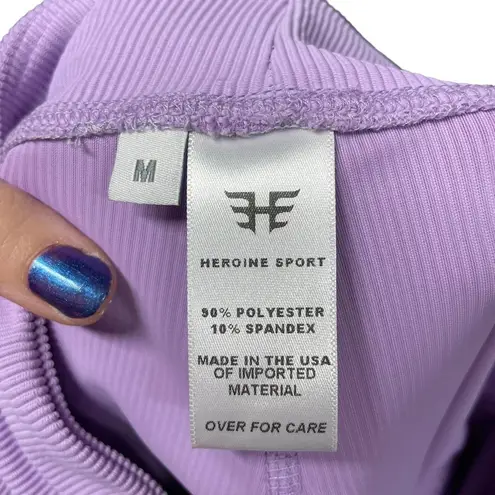 M
HEROINE SPORT
90% POLYESTER
10% SPANDEX
MADE IN THE USA
OF IMPORTED
MATERIAL
OVER FOR CARE